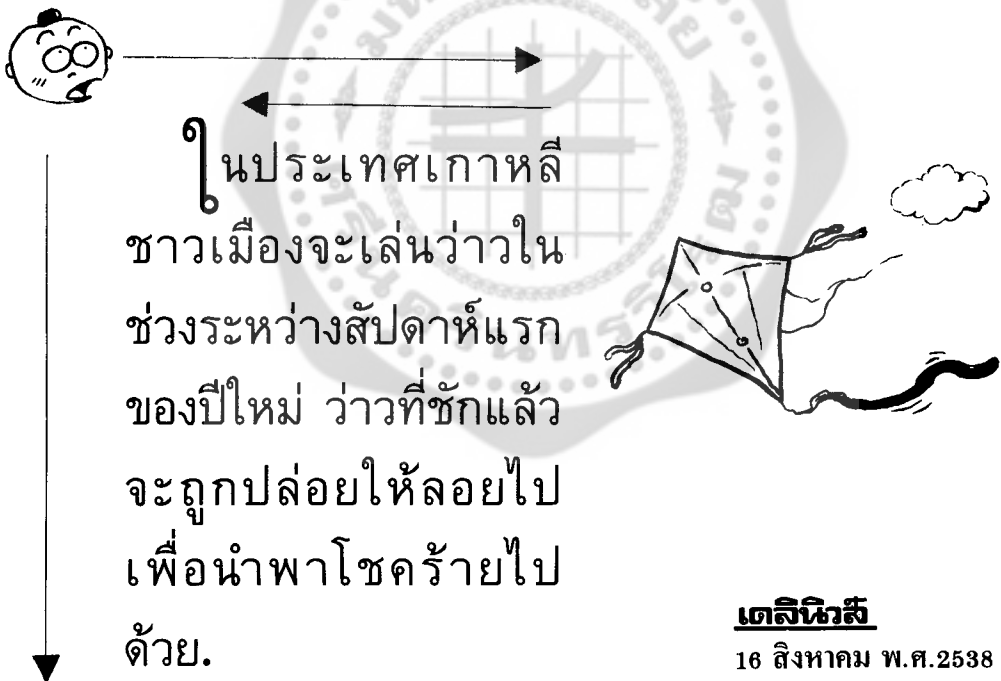 ในประเทศเกาหลี
ชาวเมืองจะเล่นว่าวใน
ช่วงระหว่างสัปดาห์แรก
ของปีใหม่ ว่าวที่ชักแล้ว
จะถูกปล่อยให้ลอยไป
เพื่อนำพาโชคร้ายไป
ด้วย.
เดลินิวส์
16 สิงหาคม พ.ศ.2538